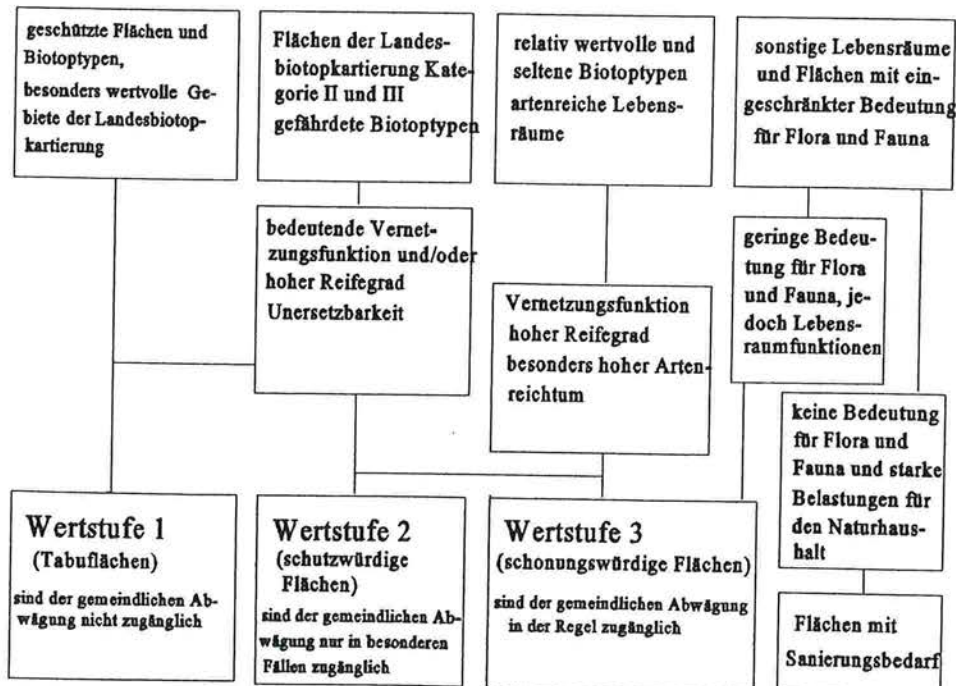 geschützte Flächen und
Biotoptypen,
besonders wertvolle Ge-
biete der Landesbiotop-
kartierung
Flächen der Landes-
biotopkartierung Kate-
gorie II und III
gefährdete Biotoptypen
relativ wertvolle und
seltene Biotoptypen
artenreiche Lebens-
räume
sonstige Lebensräume
und Flächen mit ein-
geschränkter Bedeutung
für Flora und Fauna
bedeutende Vernet-
zungsfunktion und/oder
hoher Reifegrad
Unersetzbarkeit
Vernetzungsfunktion
hoher Reifegrad
besonders hoher Arten-
reichtum
geringe Bedeu-
tung für Flora
und Fauna, je-
doch Lebens-
raumfunktionen
keine Bedeutung
für Flora und
Fauna und starke
Belastungen für
den Naturhaus-
halt
Wertstufe 1
(Tabuflächen)
sind der gemeindlichen Ab-
wägung nicht zugänglich
Wertstufe 2
(schutzwürdige
Flächen)
sind der gemeindlichen Ab-
wägung nur in besonderen
Fällen zugänglich
Wertstufe 3
(schonungswürdige Flächen)
sind der gemeindlichen Abwägung
in der Regel zugänglich
Flächen mit
Sanierungsbedarf